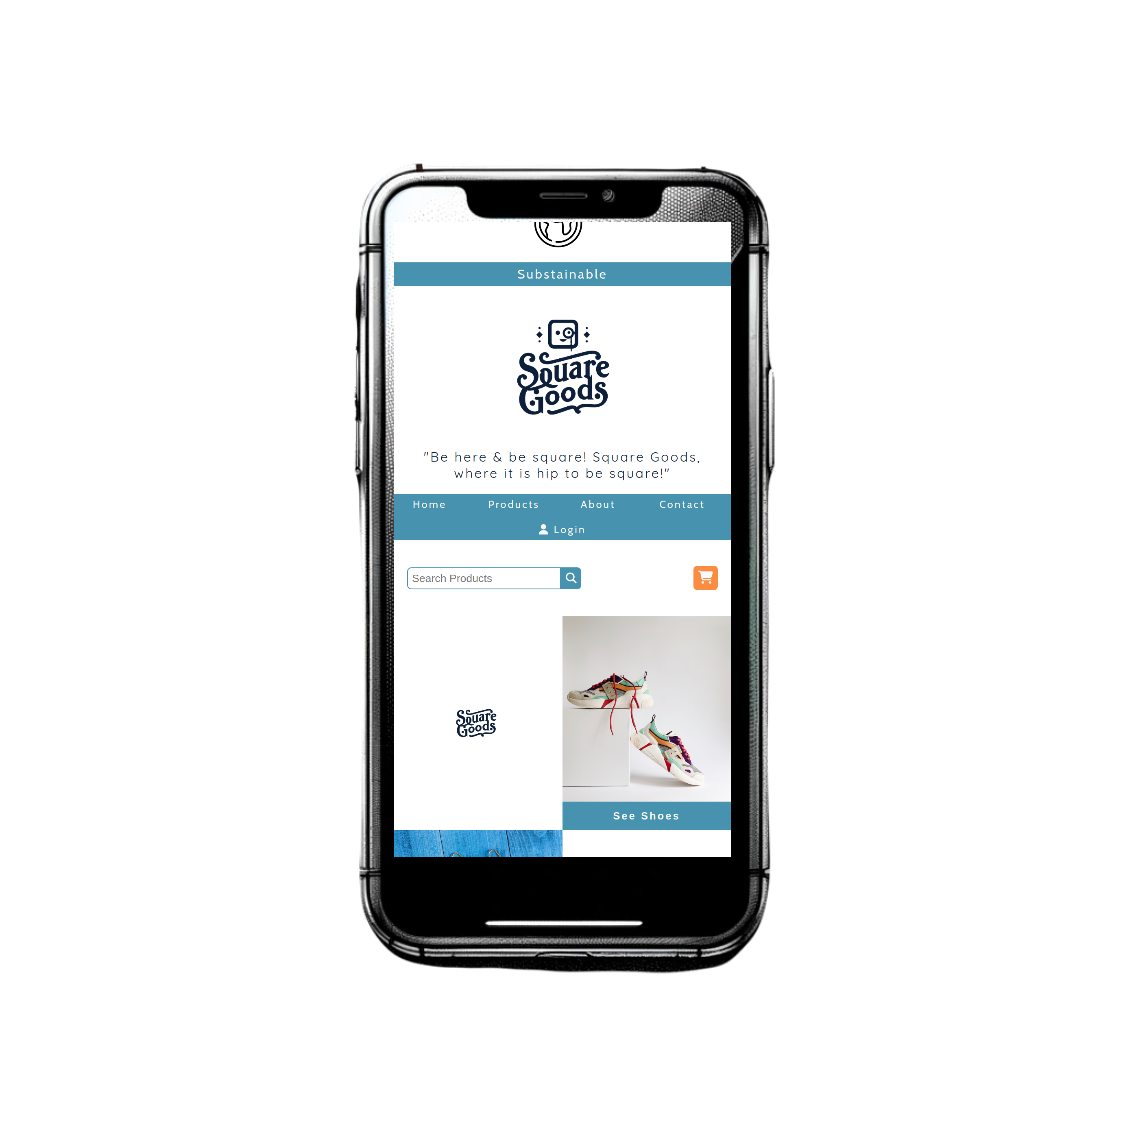 Substainable
Square
Goods
"Be here & be square! Square Goods,
where it is hip to be square!"
Home Products About Contact
Login
Search Products
Square
Goods
See Shoes